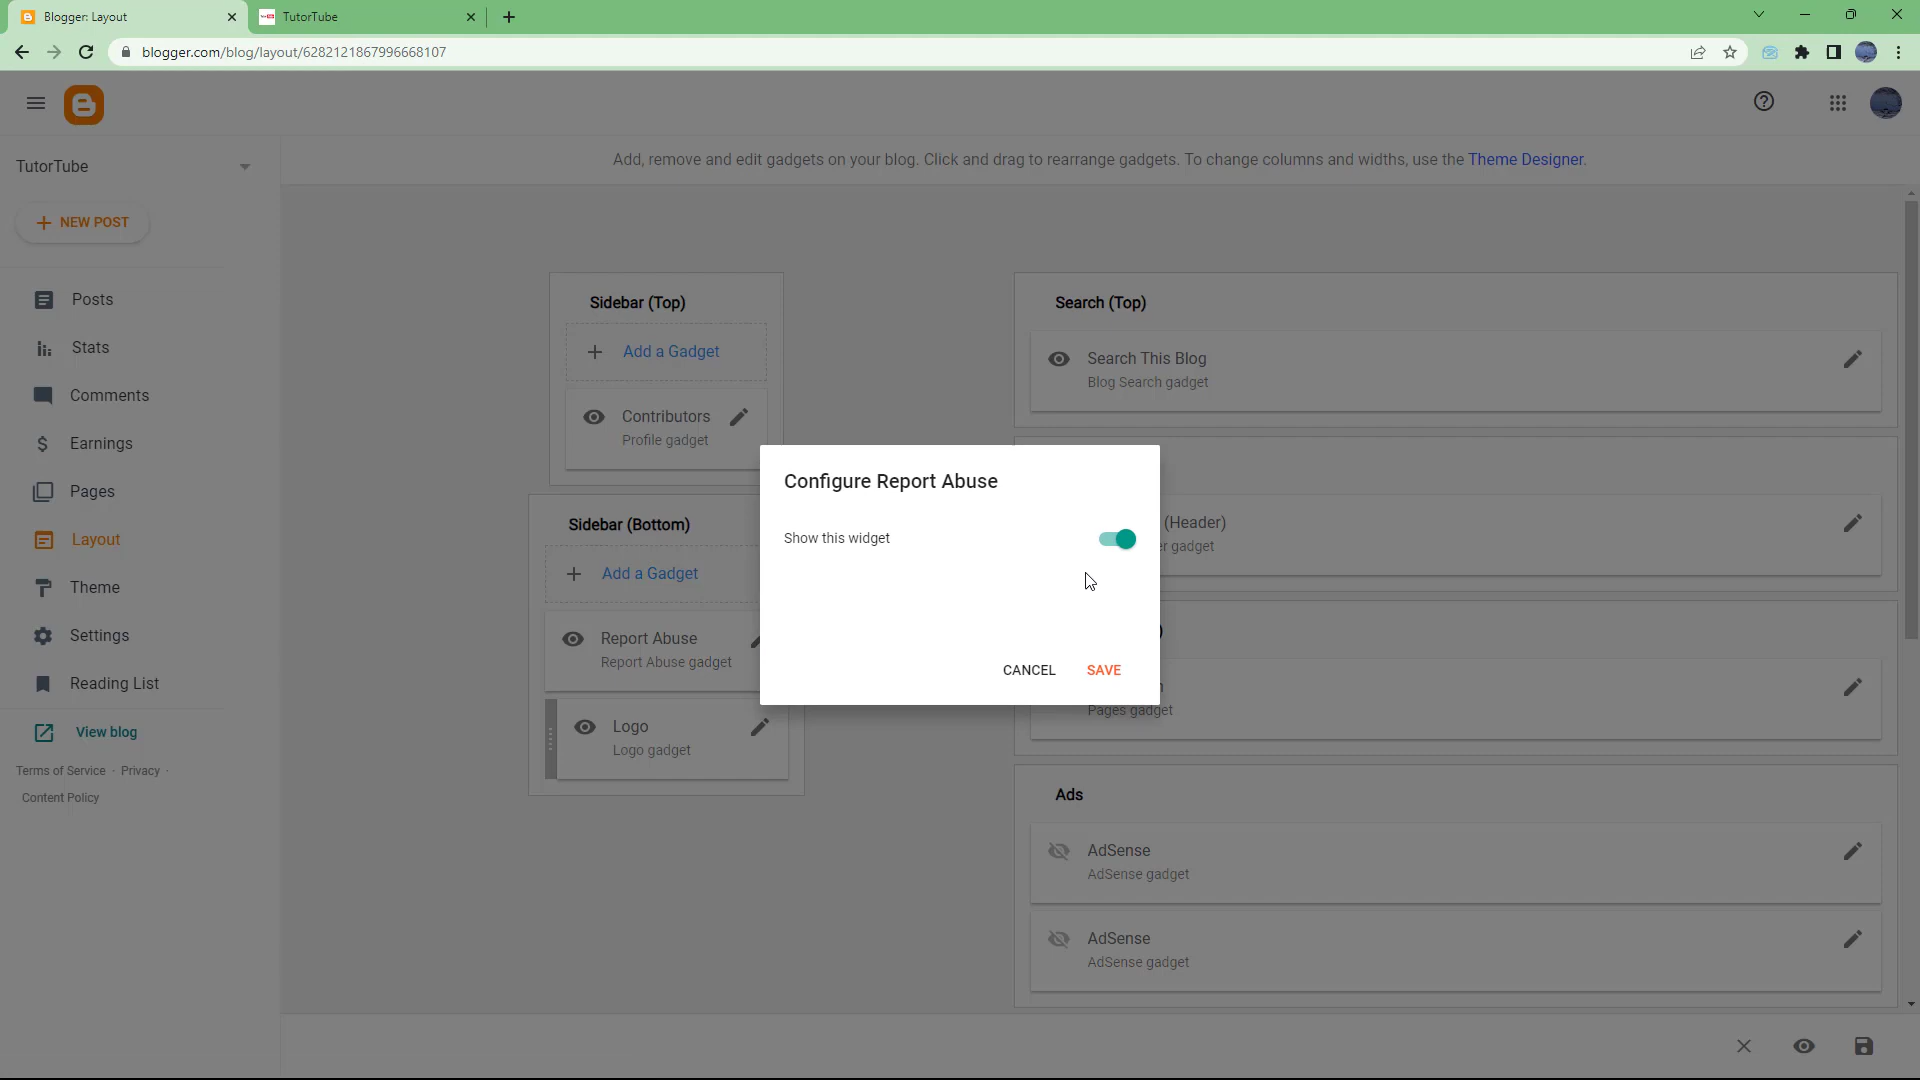 Blogger: Layout
TutorTube
blogger.com/blog/layout/6282121867996668107
TutorTube
Add, remove and edit gadgets on your blog. Click and drag to rearrange gadgets. To change columns and widths, use the Theme Designer.
NEW POST
Posts
Stats
Comments
Earnings
Pages
Layout
Theme
Settings
Reading List
View blog
Terms of Service · Privacy ·
Content Policy
Sidebar (Top)
Add a Gadget
Contributors
Profile gadget
Sidebar (Bottom)
Add a Gadget
Report Abuse
Report Abuse gadget
Logo
Logo gadget
Configure Report Abuse
Show this widget
CANCEL
SAVE
Search (Top)
Search This Blog
Blog Search gadget
(Header)
gadget
Pages gadget
Ads
AdSense
AdSense gadget
AdSense
AdSense gadget